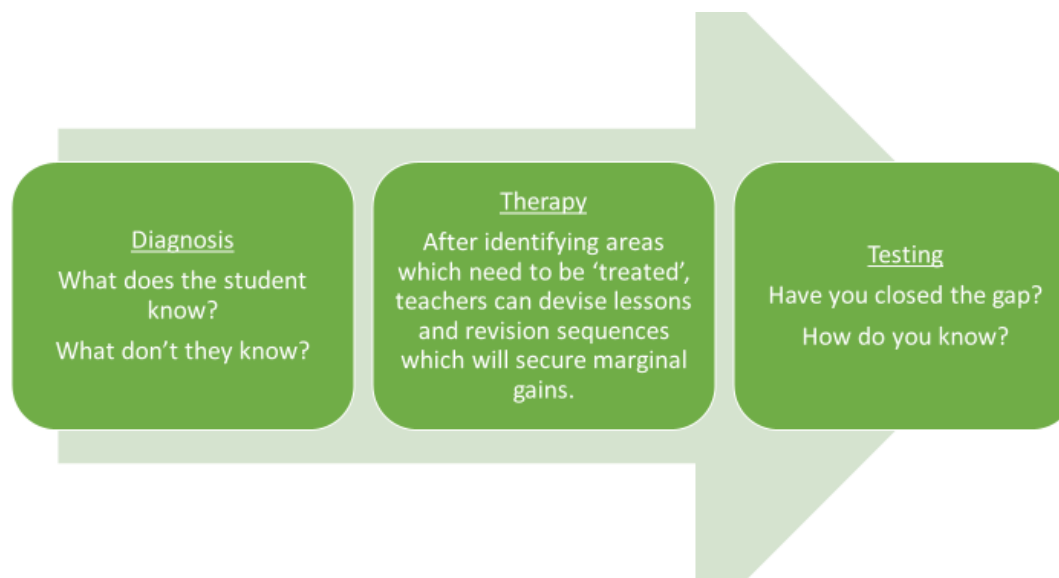 Diagnosis
What does the student
know?
What don’t they know?
Therapy
After identifying areas
which need to be ‘treated’,
teachers can devise lessons
and revision sequences
which will secure marginal
gains.
Testing
Have you closed the gap?
How do you know?